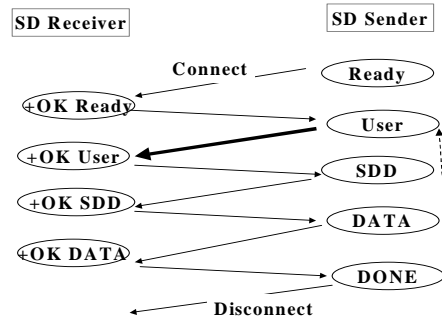 SD Receiver
SD Sender
Connect
Ready
+OK Ready
User
+OK User
SDD
+OK SDD
DATA
+OK DATA
DONE
Disconnect